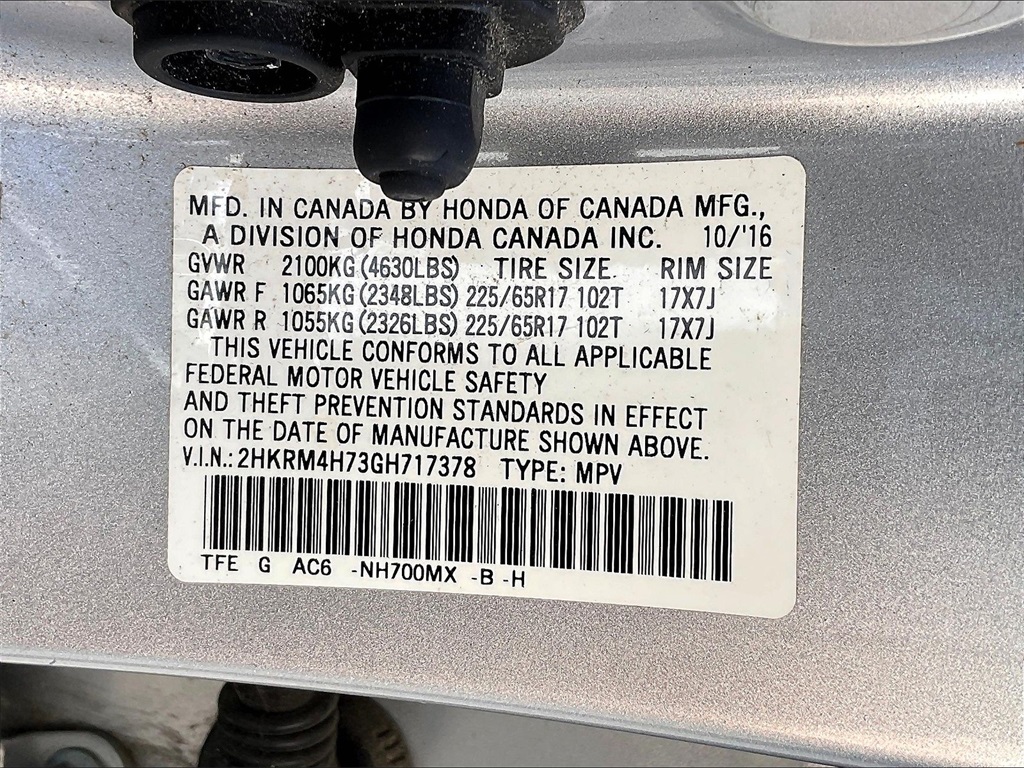 MFD. IN CANADA BY HONDA OF CANADA MFG.,
A DIVISION OF HONDA CANADA INC. 10/'16
GVWR 2100KG (4630LBS) TIRE SIZE RIM SIZE
GAWR F 1065KG (2348LBS) 225/65R17 102T 17X7J
GAWR R 1055KG (2326LBS) 225/65R17 102T 17X7J
THIS VEHICLE CONFORMS TO ALL APPLICABLE
FEDERAL MOTOR VEHICLE SAFETY
AND THEFT PREVENTION STANDARDS IN EFFECT
ON THE DATE OF MANUFACTURE SHOWN ABOVE.
V.I.N.: 2HKRM4H73GH717378 TYPE: MPV
TFE G AC6 -NH700MX -B -H